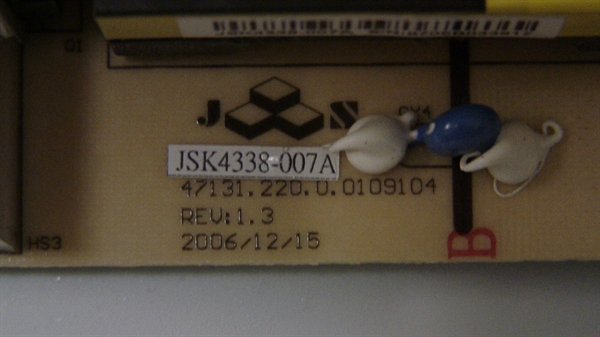 Q1
J S
CY4
JSK4338-007A
47131.220.0.0109104
REV:1.3
HS3
2006/12/15
B